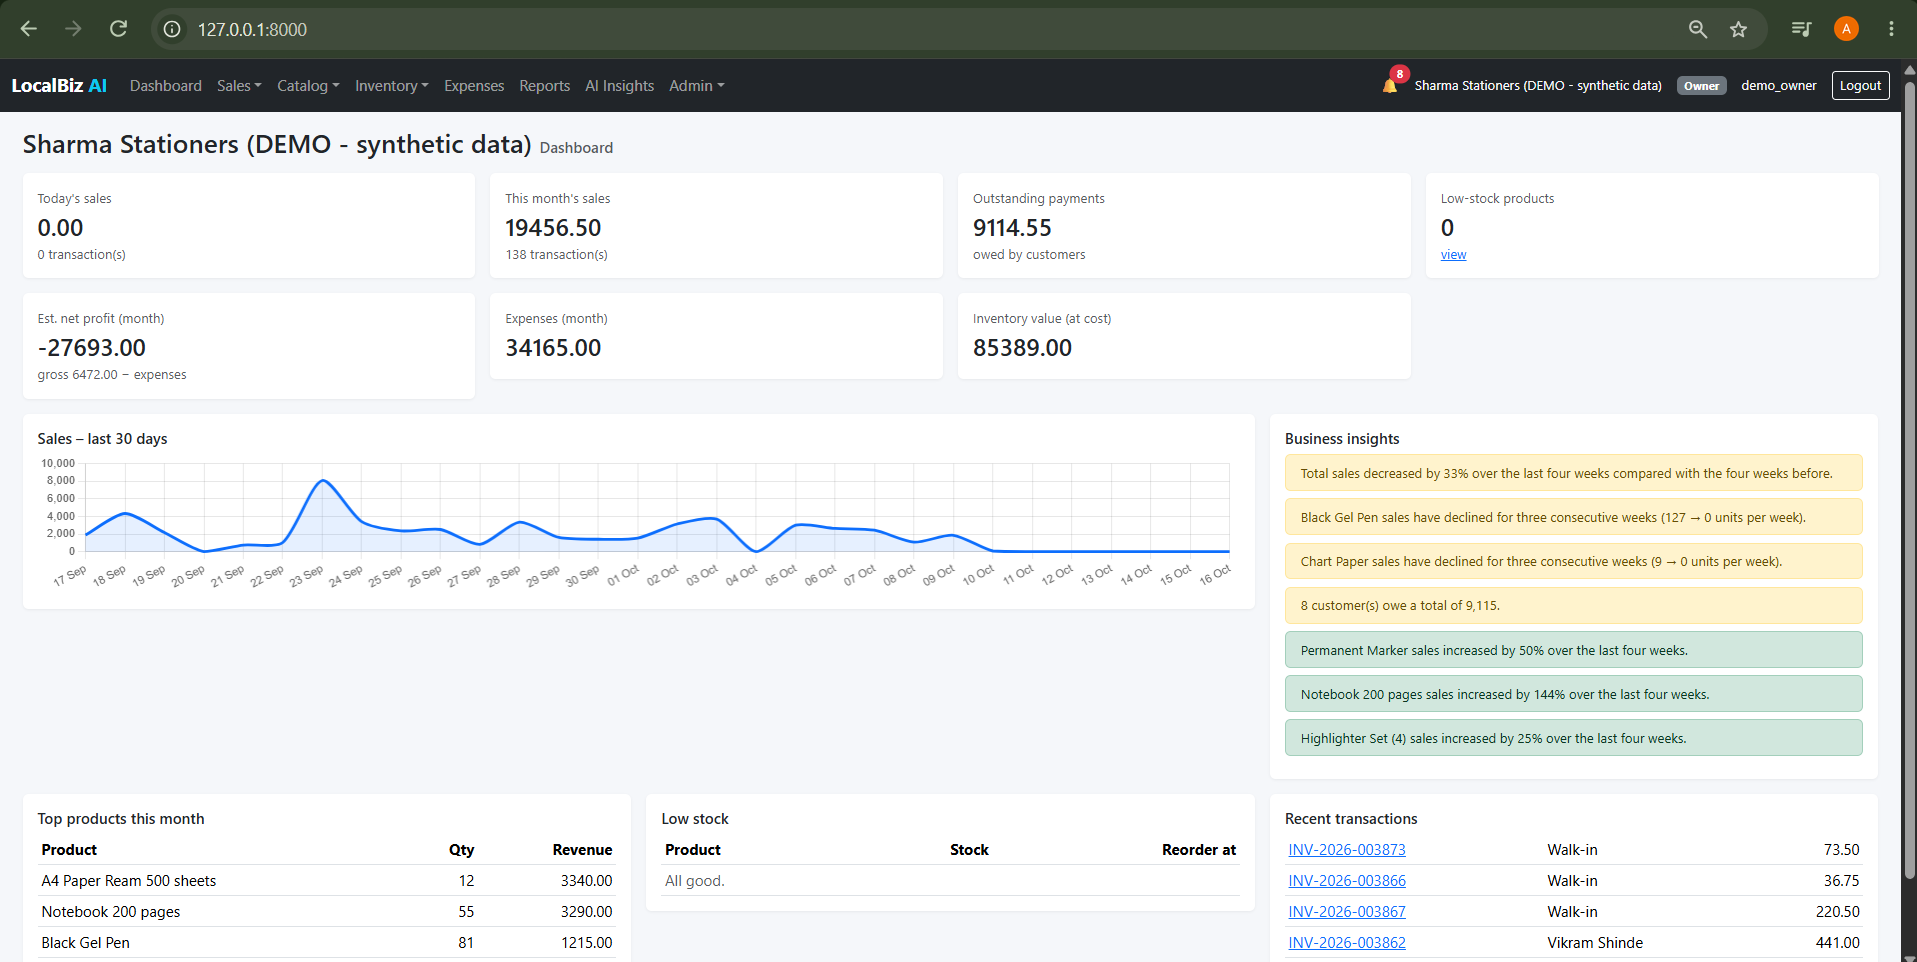 127.0.0.1:8000
A
LocalBiz AI Dashboard Sales Catalog Inventory Expenses Reports AI Insights Admin 8 Sharma Stationers (DEMO - synthetic data) Owner demo_owner Logout
Sharma Stationers (DEMO - synthetic data) Dashboard
Today's sales
0.00
0 transaction(s)
This month's sales
19456.50
138 transaction(s)
Outstanding payments
9114.55
owed by customers
Low-stock products
0
view
Est. net profit (month)
-27693.00
gross 6472.00 − expenses
Expenses (month)
34165.00
Inventory value (at cost)
85389.00
Sales – last 30 days
10,000
8,000
6,000
4,000
2,000
0
17 Sep 18 Sep 19 Sep 20 Sep 21 Sep 22 Sep 23 Sep 24 Sep 25 Sep 26 Sep 27 Sep 28 Sep 29 Sep 30 Sep 01 Oct 02 Oct 03 Oct 04 Oct 05 Oct 06 Oct 07 Oct 08 Oct 09 Oct 10 Oct 11 Oct 12 Oct 13 Oct 14 Oct 15 Oct 16 Oct
Business insights
Total sales decreased by 33% over the last four weeks compared with the four weeks before.
Black Gel Pen sales have declined for three consecutive weeks (127 → 0 units per week).
Chart Paper sales have declined for three consecutive weeks (9 → 0 units per week).
8 customer(s) owe a total of 9,115.
Permanent Marker sales increased by 50% over the last four weeks.
Notebook 200 pages sales increased by 144% over the last four weeks.
Highlighter Set (4) sales increased by 25% over the last four weeks.
Top products this month
Product Qty Revenue
A4 Paper Ream 500 sheets 12 3340.00
Notebook 200 pages 55 3290.00
Black Gel Pen 81 1215.00
Low stock
Product Stock Reorder at
All good.
Recent transactions
INV-2026-003873 Walk-in 73.50
INV-2026-003866 Walk-in 36.75
INV-2026-003867 Walk-in 220.50
INV-2026-003862 Vikram Shinde 441.00